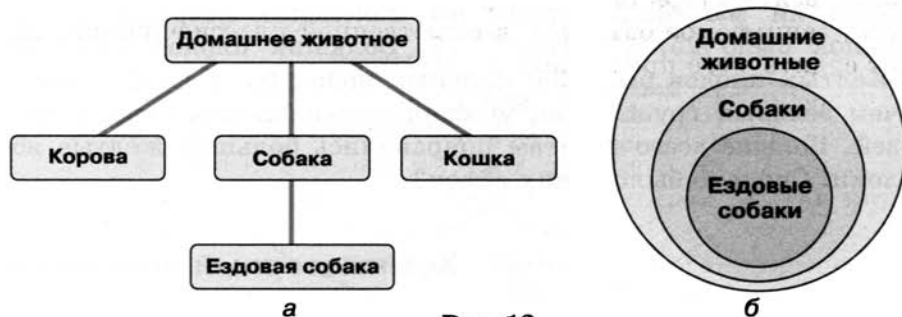 Домашнее животное
Корова
Собака
Кошка
Ездовая собака
а
Домашние
животные
Собаки
Ездовые
собаки
б